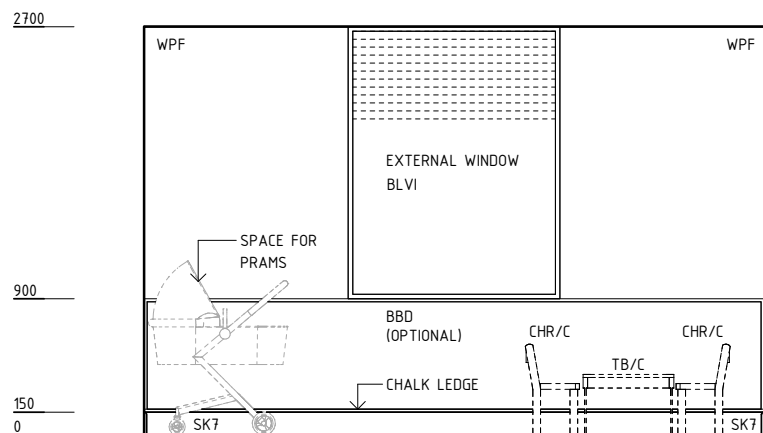 2700
WPF
WPF
EXTERNAL WINDOW
BLVI
SPACE FOR
PRAMS
900
BBD
(OPTIONAL)
CHR/C
CHR/C
TB/C
CHALK LEDGE
150
0
SK7
SK7